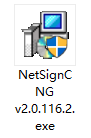 NetSignC
NG
v2.0.116.2.
exe